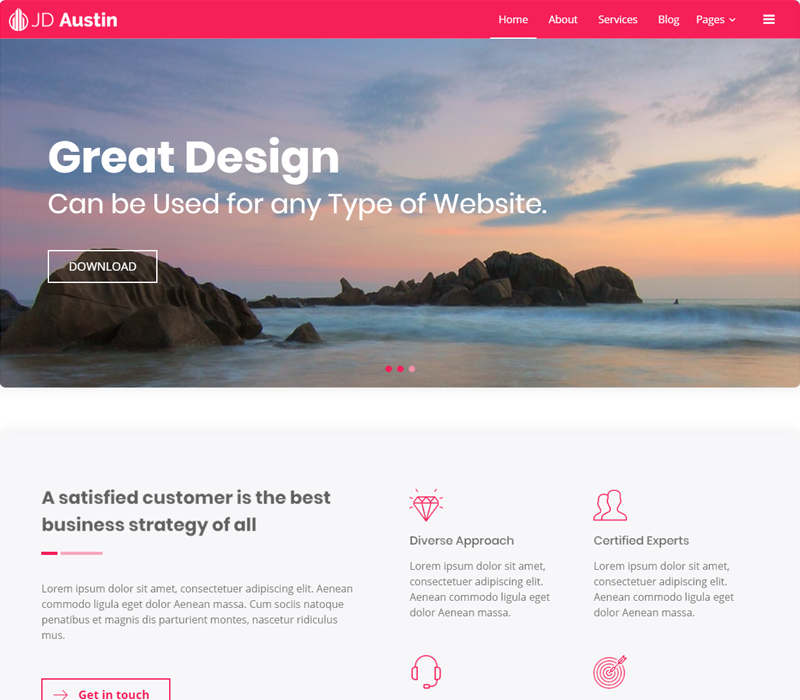 JD Austin
Home About Services Blog Pages
Great Design
Can be Used for any Type of Website.
DOWNLOAD
A satisfied customer is the best
business strategy of all
Lorem ipsum dolor sit amet, consectetuer adipiscing elit. Aenean
commodo ligula eget dolor Aenean massa. Cum sociis natoque
penatibus et magnis dis parturient montes, nascetur ridiculus
mus.
Get in touch
Diverse Approach
Lorem ipsum dolor sit amet,
consectetuer adipiscing elit.
Aenean commodo ligula eget
dolor Aenean massa.
Certified Experts
Lorem ipsum dolor sit amet,
consectetuer adipiscing elit.
Aenean commodo ligula eget
dolor Aenean massa.